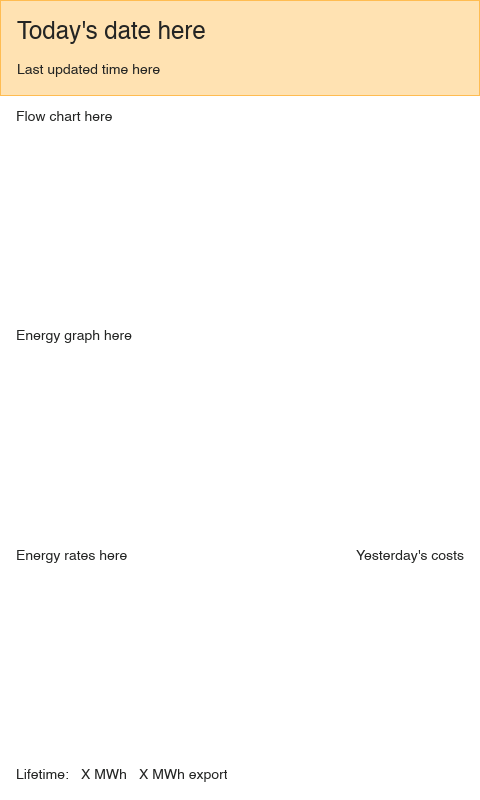 Today's date here
Last updated time here
Flow chart here
Energy graph here
Energy rates here Yesterday's costs
Lifetime: X MWh X MWh export